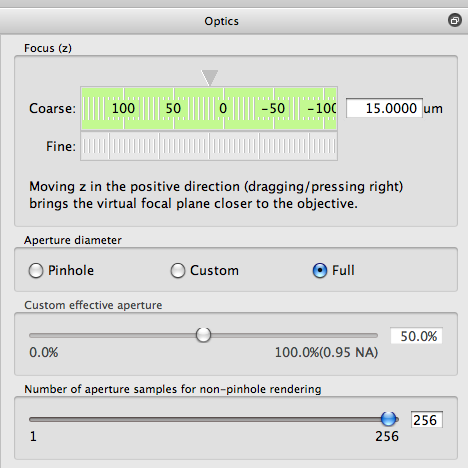 Optics
Focus (z)
Coarse: 100 50 0 -50 -100 15.0000 um
Fine:
Moving z in the positive direction (dragging/pressing right)
brings the virtual focal plane closer to the objective.
Aperture diameter
Pinhole Custom Full
Custom effective aperture
50.0%
0.0% 100.0%(0.95 NA)
Number of aperture samples for non-pinhole rendering
256
1 256